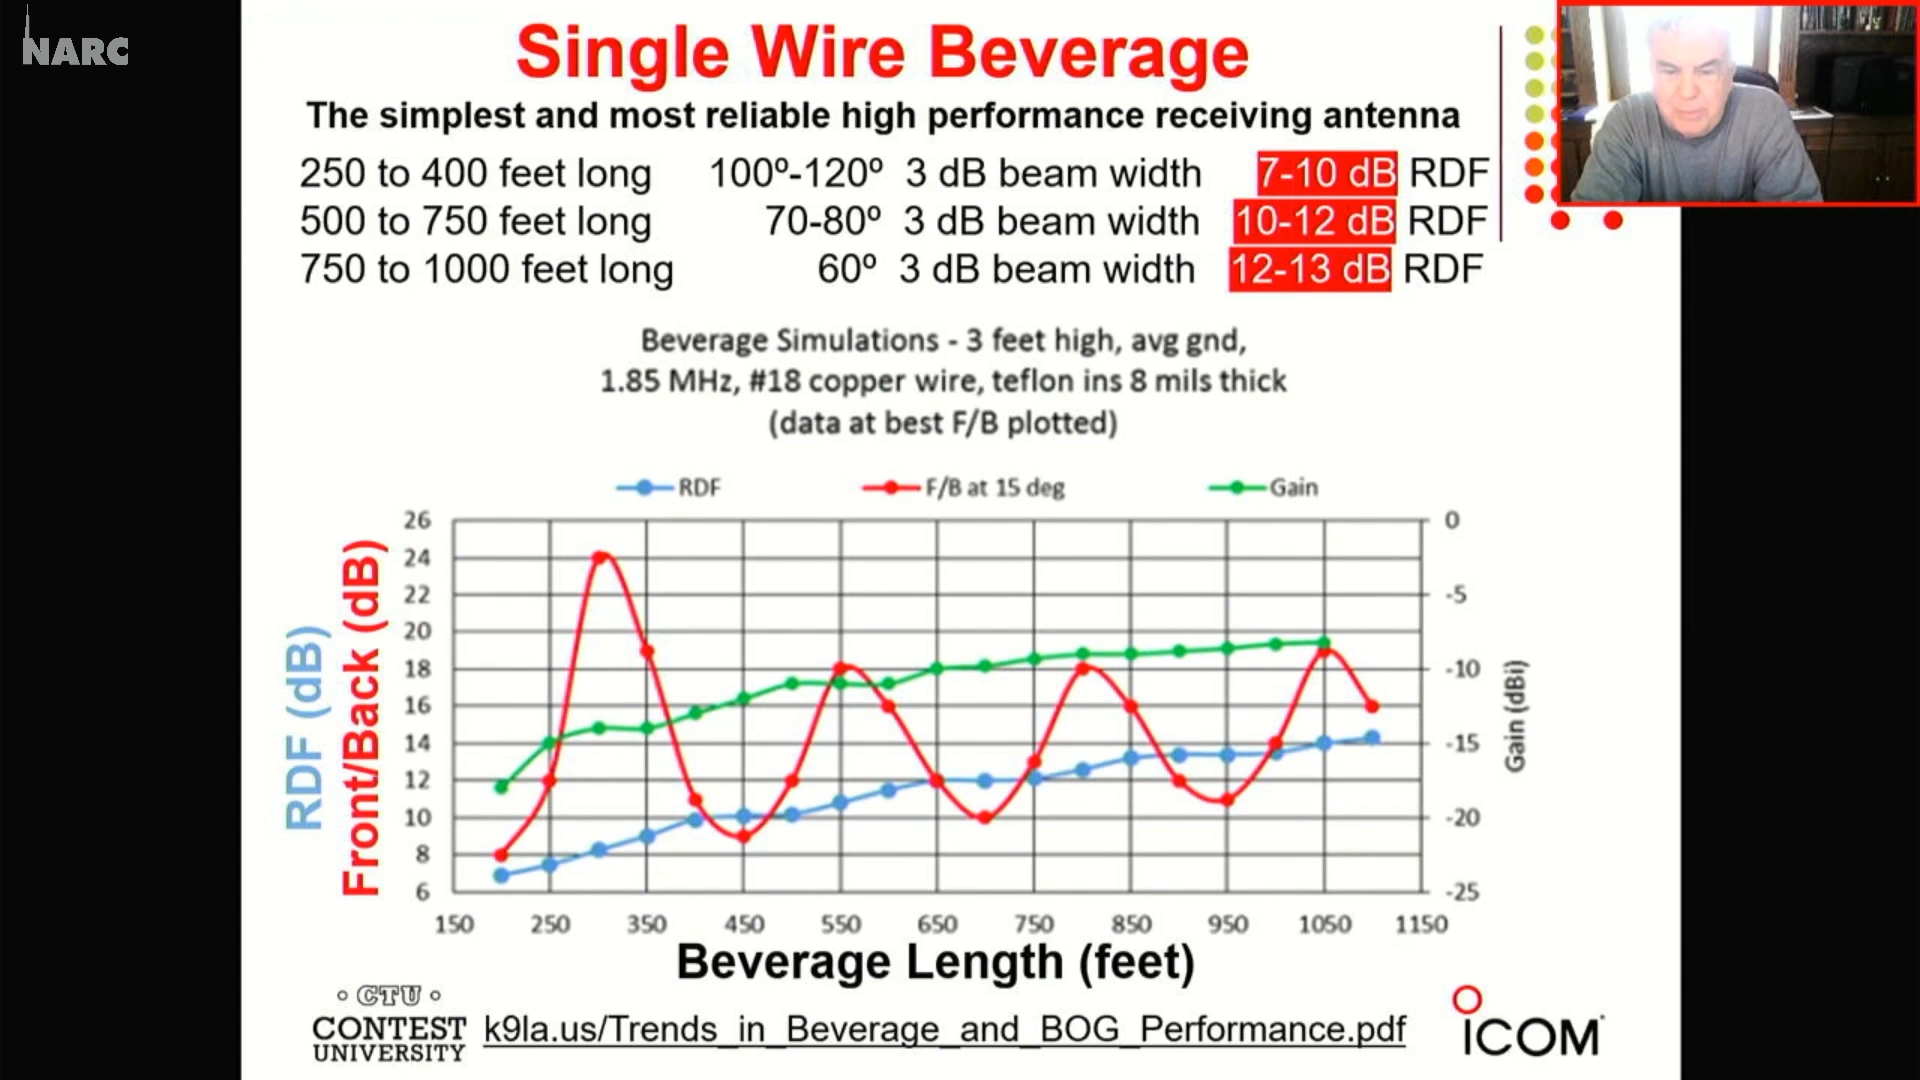 NARC
Single Wire Beverage
The simplest and most reliable high performance receiving antenna
250 to 400 feet long 100º-120º 3 dB beam width 7-10 dB RDF
500 to 750 feet long 70-80º 3 dB beam width 10-12 dB RDF
750 to 1000 feet long 60º 3 dB beam width 12-13 dB RDF
Beverage Simulations - 3 feet high, avg gnd,
1.85 MHz, #18 copper wire, teflon ins 8 mils thick
(data at best F/B plotted)
RDF F/B at 15 deg Gain
RDF (dB)
Front/Back (dB)
26
24
22
20
18
16
14
12
10
8
6
0
-5
-10
-15
-20
-25
Gain (dBi)
150 250 350 450 550 650 750 850 950 1050 1150
Beverage Length (feet)
CTU
CONTEST
UNIVERSITY
k9la.us/Trends_in_Beverage_and_BOG_Performance.pdf
ICOM